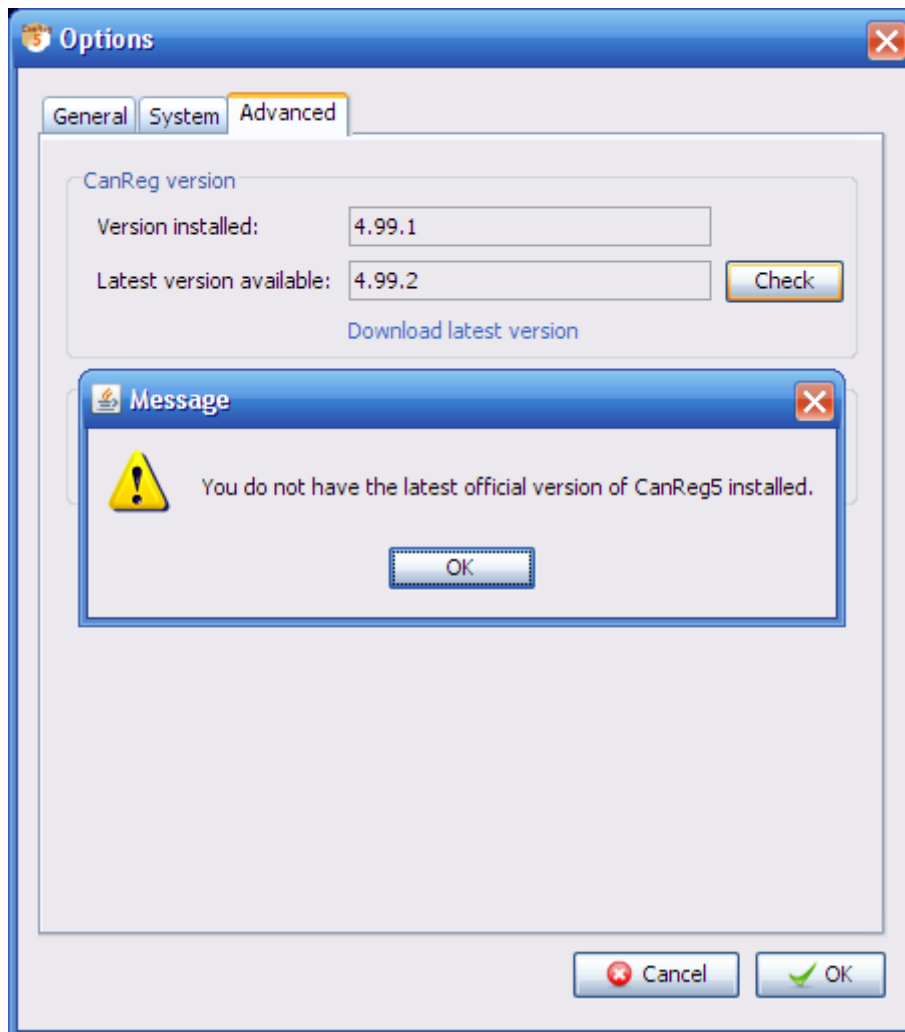 Options
General System Advanced
CanReg version
Version installed: 4.99.1
Latest version available: 4.99.2 Check
Download latest version
Message
You do not have the latest official version of CanReg5 installed.
OK
Cancel OK